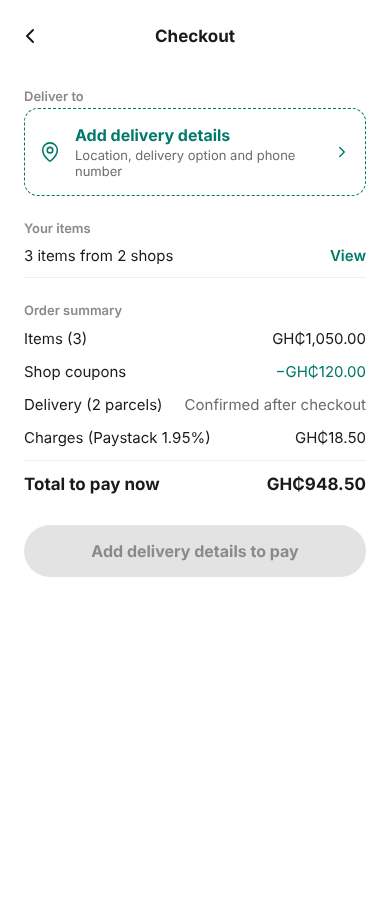 Checkout
Deliver to
Add delivery details
Location, delivery option and phone
number
Your items
3 items from 2 shops View
Order summary
Items (3) GH₵1,050.00
Shop coupons −GH₵120.00
Delivery (2 parcels) Confirmed after checkout
Charges (Paystack 1.95%) GH₵18.50
Total to pay now GH₵948.50
Add delivery details to pay